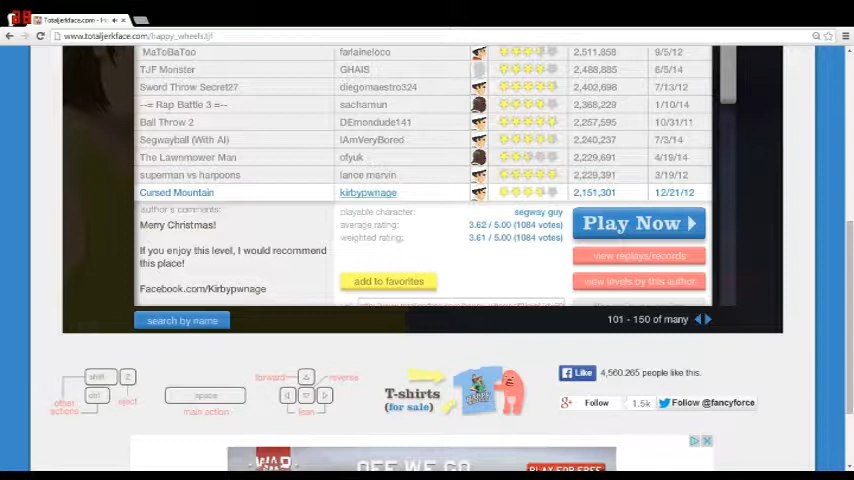 Totaljerkface.com - H
www.totaljerkface.com/happy_wheels.tjf
MaToBaToo farlaineloco 2,511,858 9/5/12
TJF Monster GHAIS 2,488,885 6/5/14
Sword Throw Secret27 diegomaestro324 2,402,698 7/13/12
--= Rap Battle 3 =-- sachamun 2,368,229 1/10/14
Ball Throw 2 DEmondude141 2,257,595 10/31/11
Segwayball (With AI) IAmVeryBored 2,240,237 7/3/14
The Lawnmower Man ofyuk 2,229,691 4/19/14
superman vs harpoons lance marvin 2,229,391 3/19/12
Cursed Mountain kirbypwnage 2,151,301 12/21/12
author's comments:
Merry Christmas!
If you enjoy this level, I would recommend
this place!
Facebook.com/Kirbypwnage
playable character: segway guy
average rating: 3.62 / 5.00 (1084 votes)
weighted rating: 3.61 / 5.00 (1084 votes)
add to favorites
Play Now
view replays/records
view levels by this author
search by name
101 - 150 of many
shift Z
ctrl eject
other
actions
space
main action
forward reverse
lean
T-shirts
(for sale)
Like 4,560,265 people like this.
Follow 1.5k Follow @fancyforce
OFF WE GO
PLAY FOR FREE